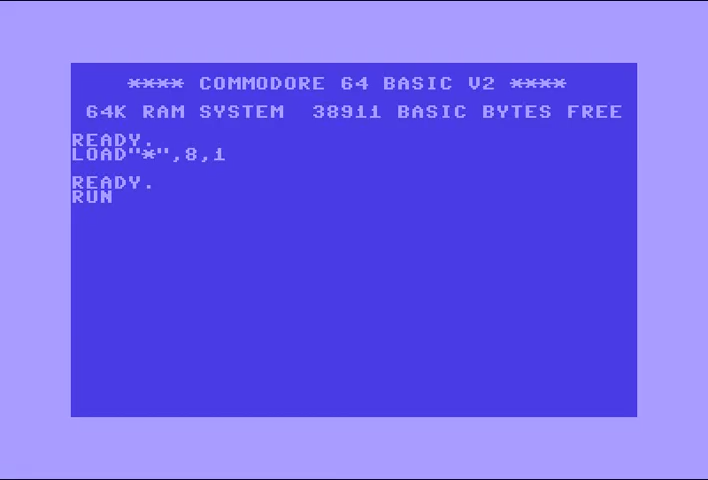 **** COMMODORE 64 BASIC V2 ****
64K RAM SYSTEM  38911 BASIC BYTES FREE
READY.
LOAD"*",8,1
READY.
RUN